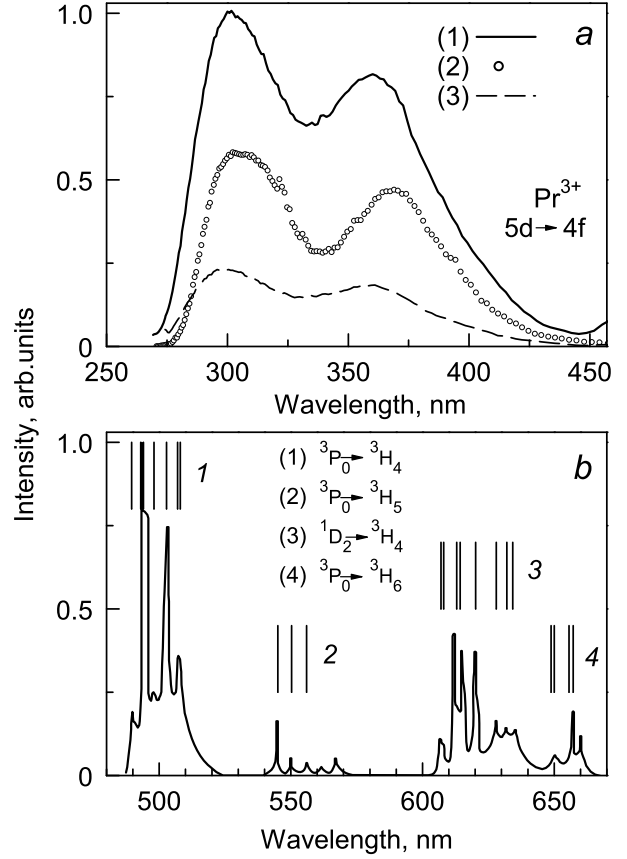 1.0
(1) a
(2)
(3)
0.5
Pr3+
5d→4f
0
250 300 350 400 450
Wavelength, nm
Intensity, arb.units
1.0
1 (1) 3P0→3H4 b
(2) 3P0→3H5
(3) 1D2→3H4
(4) 3P0→3H6
3
0.5
2
4
0
500 550 600 650
Wavelength, nm